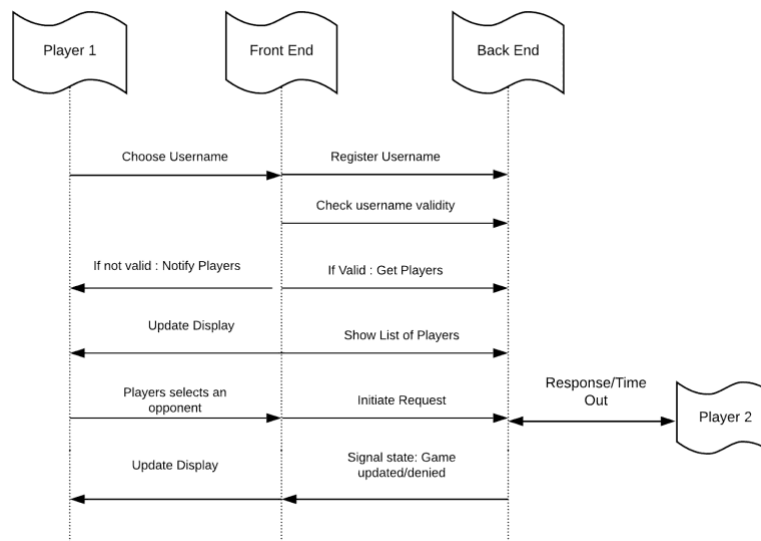 Player 1
Front End
Back End
Choose Username
Register Username
Check username validity
If not valid : Notify Players
If Valid : Get Players
Update Display
Show List of Players
Players selects an
opponent
Initiate Request
Response/Time
Out
Player 2
Update Display
Signal state: Game
updated/denied